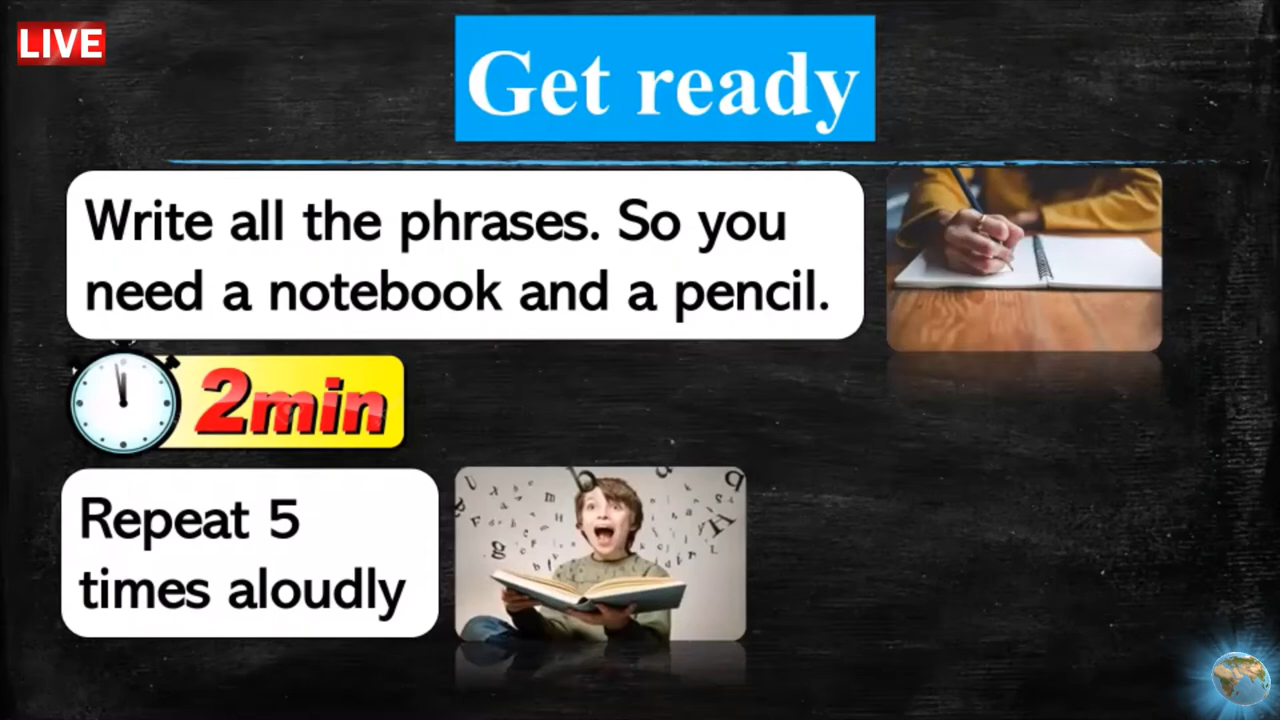 LIVE
Get ready
Write all the phrases. So you
need a notebook and a pencil.
2min
Repeat 5
times aloudly